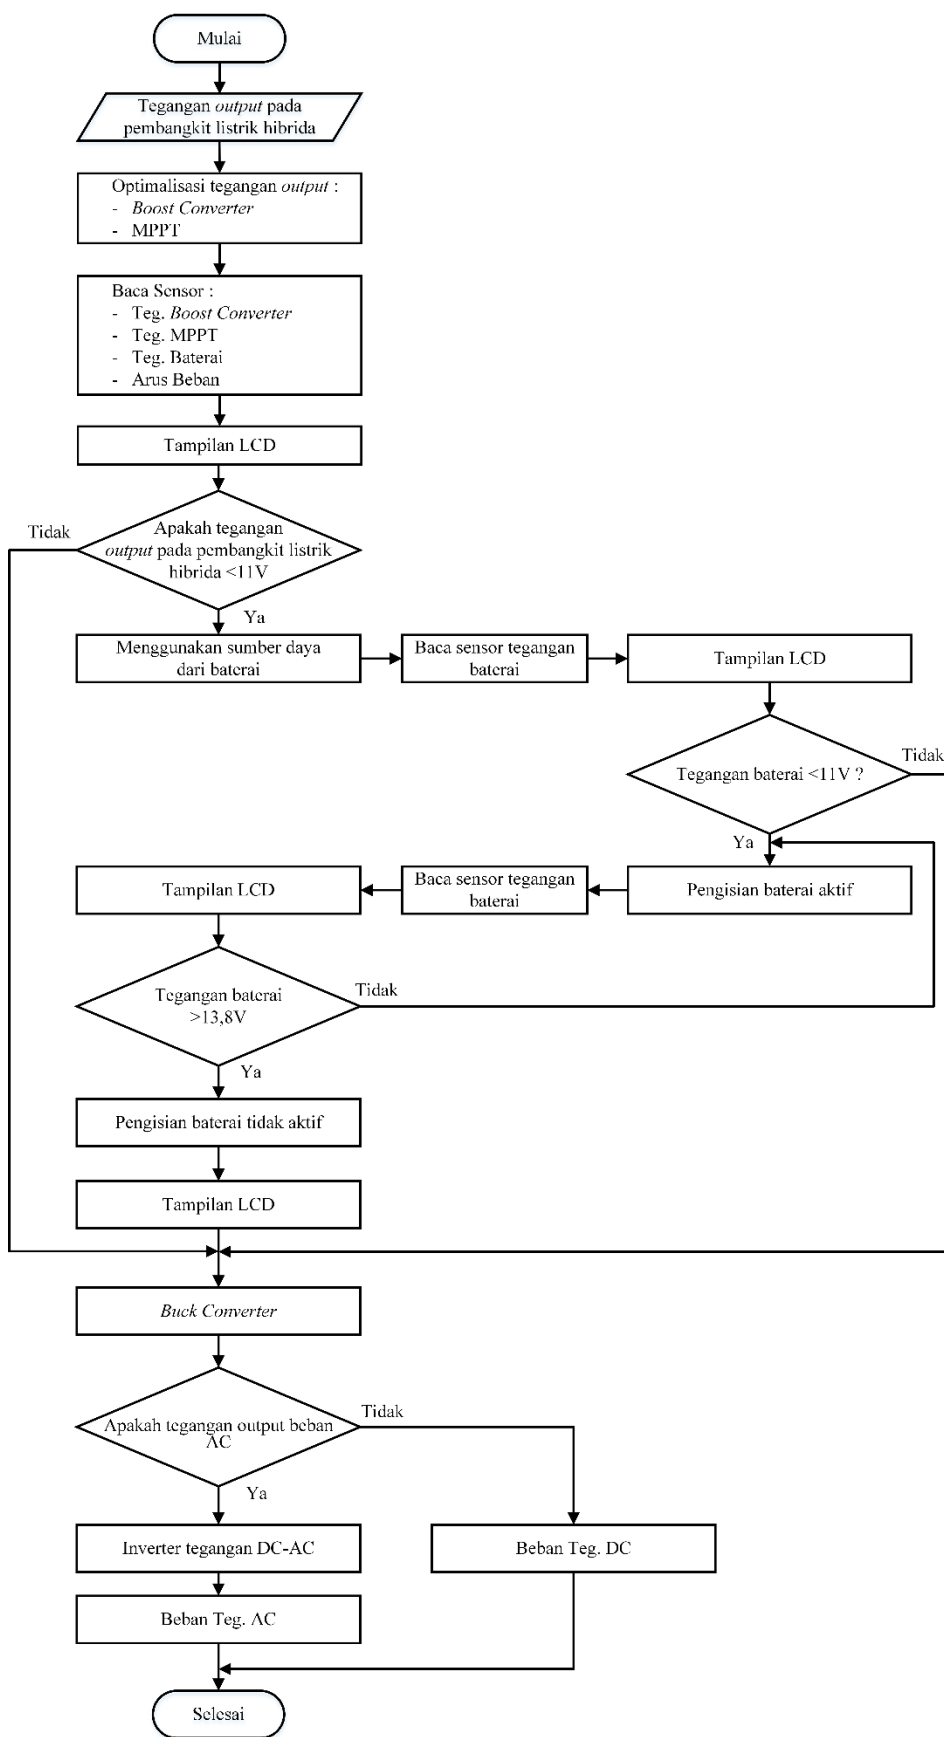 Mulai
Tegangan output pada
pembangkit listrik hibrida
Optimalisasi tegangan output :
- Boost Converter
- MPPT
Baca Sensor :
- Teg. Boost Converter
- Teg. MPPT
- Teg. Baterai
- Arus Beban
Tampilan LCD
Tidak
Apakah tegangan
output pada pembangkit listrik
hibrida <11V
Ya
Menggunakan sumber daya
dari baterai
Baca sensor tegangan
baterai
Tampilan LCD
Tegangan baterai <11V ?
Tidak
Ya
Pengisian baterai aktif
Baca sensor tegangan
baterai
Tampilan LCD
Tegangan baterai
>13,8V
Tidak
Ya
Pengisian baterai tidak aktif
Tampilan LCD
Buck Converter
Apakah tegangan output beban
AC
Tidak
Ya
Inverter tegangan DC-AC
Beban Teg. DC
Beban Teg. AC
Selesai